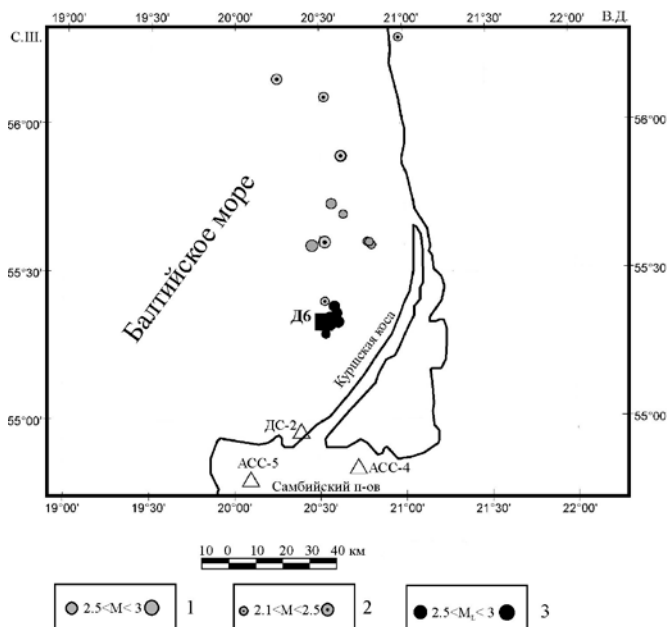 19°00' 19°30' 20°00' 20°30' 21°00' 21°30' 22°00'
С.Ш. В.Д.
56°00' 56°00'
Балтийское море
55°30' 55°30'
Д6
Куршская коса
55°00' 55°00'
ДС-2
АСС-5 АСС-4
Самбийский п-ов
19°00' 19°30' 20°00' 20°30' 21°00' 21°30' 22°00'
10 0 10 20 30 40 км
2.5<M< 3 1 2.1<M<2.5 2 2.5<M_L< 3 3